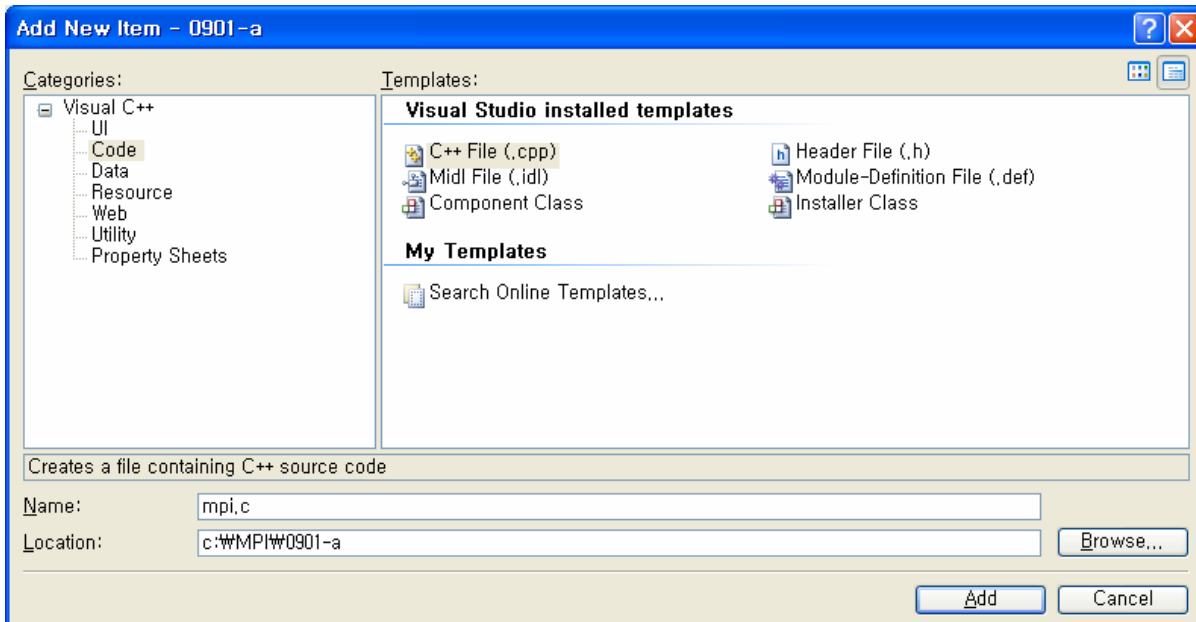 Add New Item - 0901-a
Categories:
Templates:
Visual C++
UI
Code
Data
Resource
Web
Utility
Property Sheets
Visual Studio installed templates
C++ File (.cpp)
Header File (.h)
Midl File (.idl)
Module-Definition File (.def)
Component Class
Installer Class
My Templates
Search Online Templates...
Creates a file containing C++ source code
Name:
mpi.c
Location:
c:₩MPI₩0901-a
Browse...
Add
Cancel